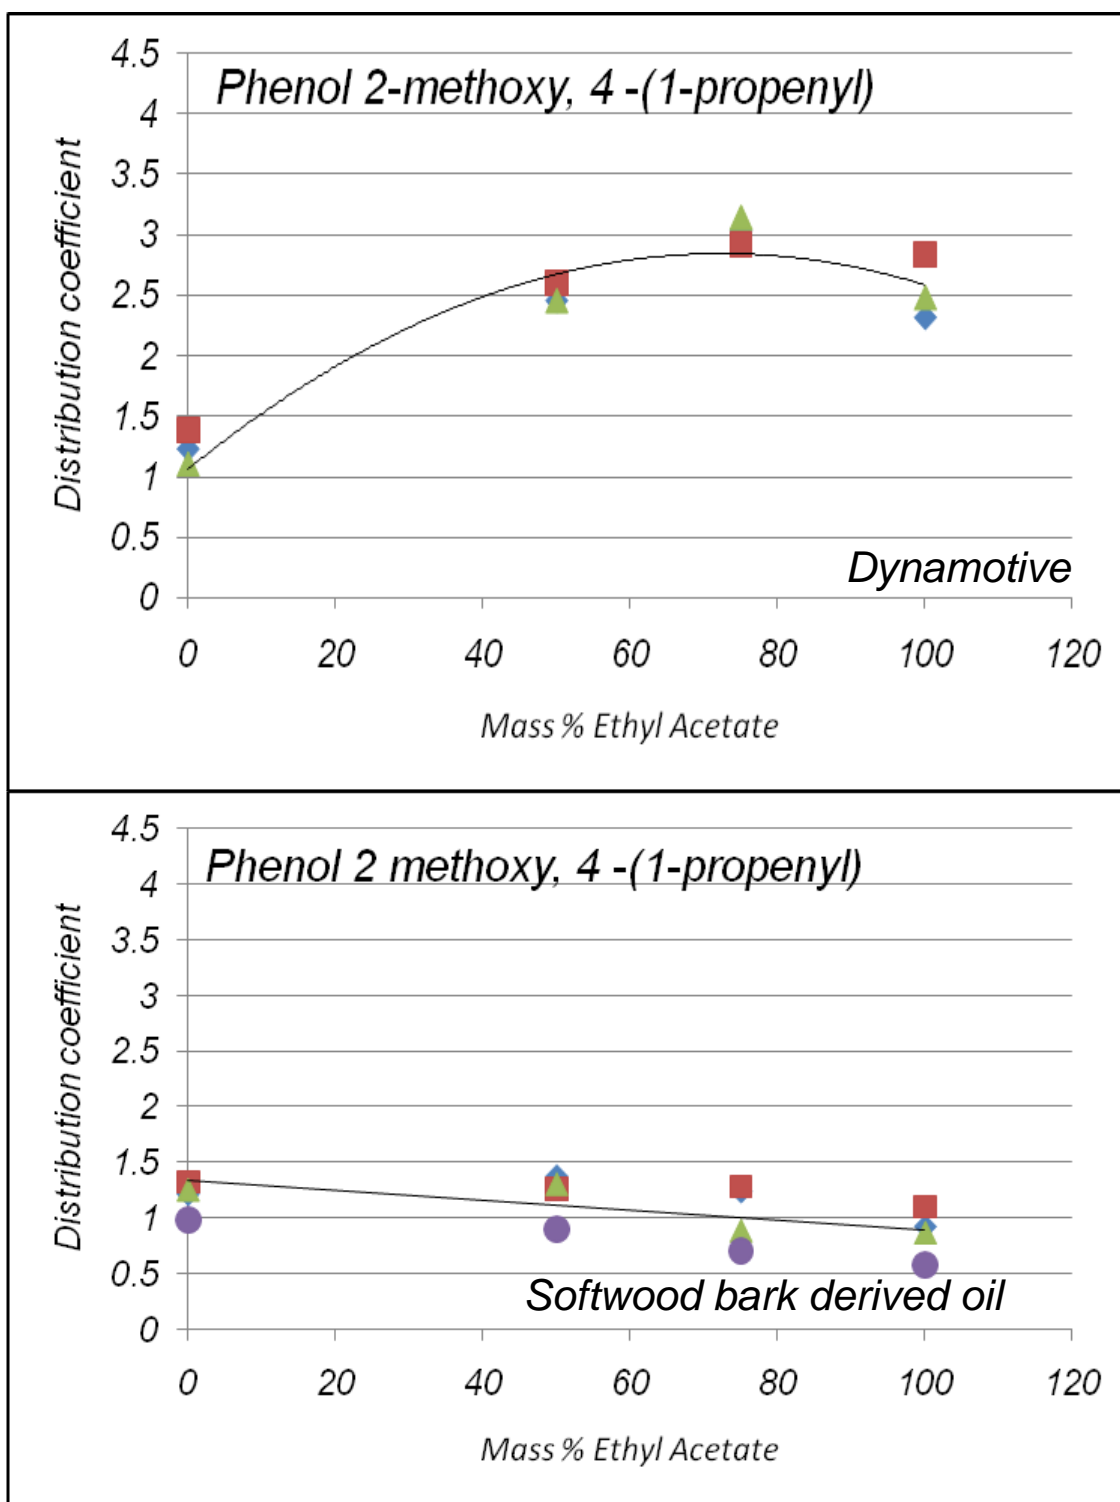 Phenol 2-methoxy, 4 -(1-propenyl)
Distribution coefficient
4.5
4
3.5
3
2.5
2
1.5
1
0.5
0
Dynamotive
0 20 40 60 80 100 120
Mass % Ethyl Acetate
Phenol 2 methoxy, 4 -(1-propenyl)
Distribution coefficient
4.5
4
3.5
3
2.5
2
1.5
1
0.5
0
Softwood bark derived oil
0 20 40 60 80 100 120
Mass % Ethyl Acetate